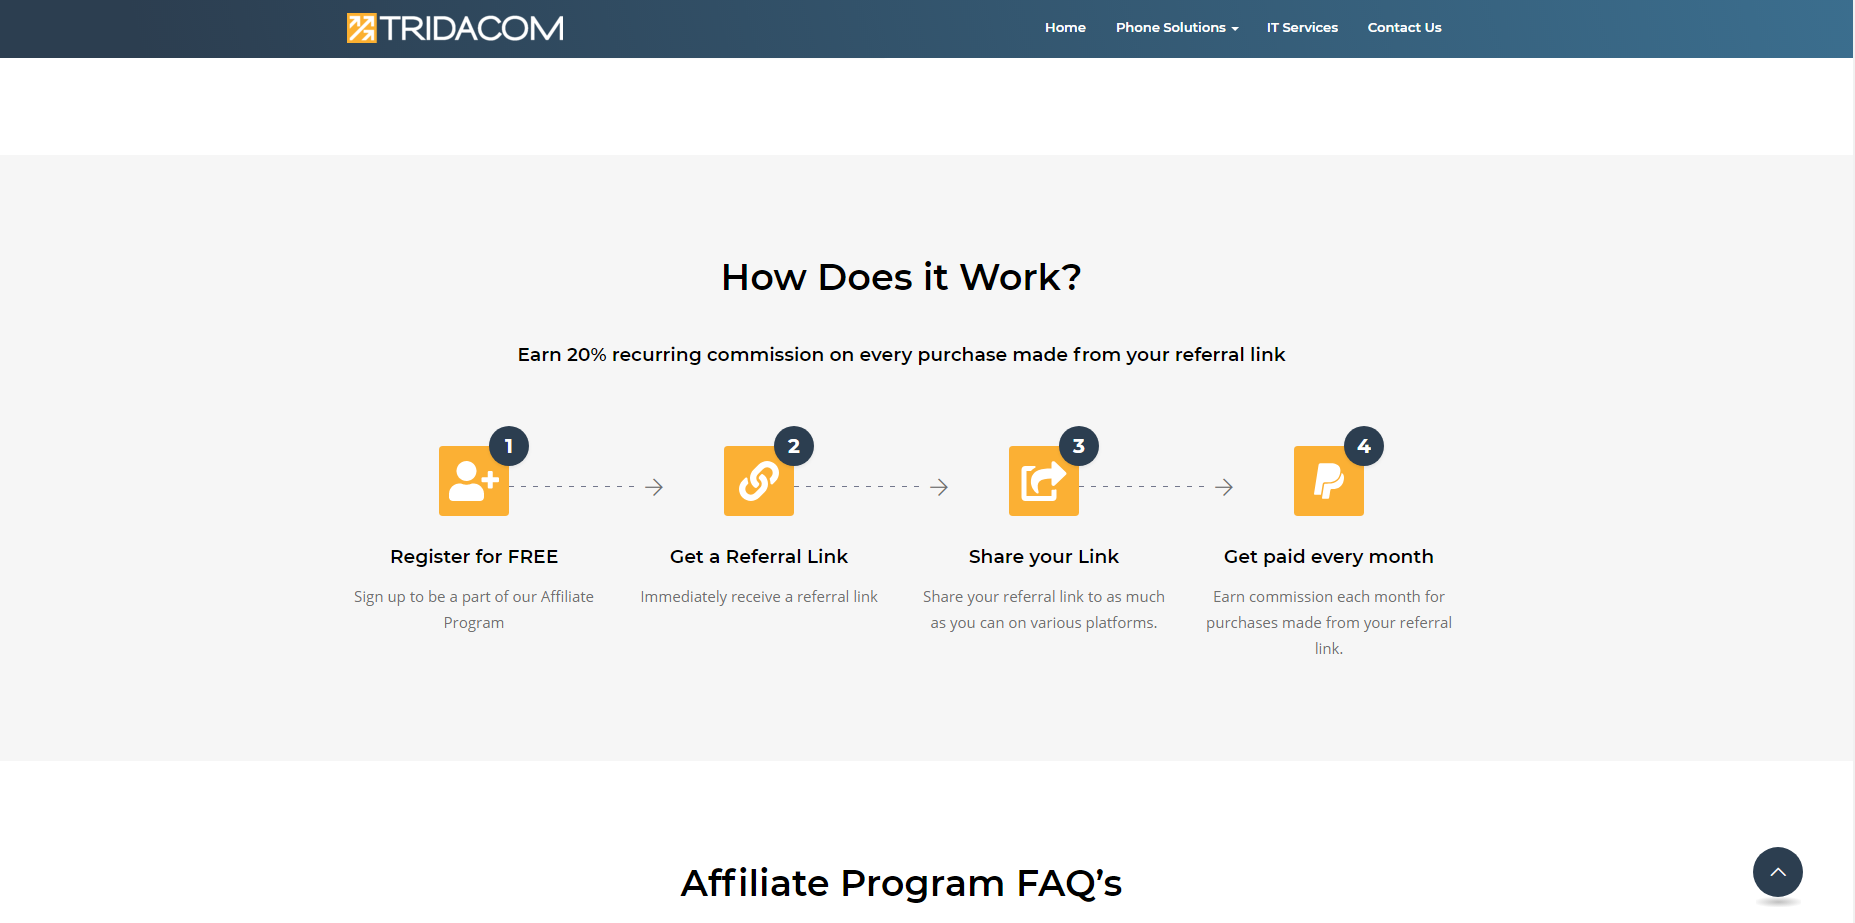 TRIDACOM
Home Phone Solutions IT Services Contact Us
How Does it Work?
Earn 20% recurring commission on every purchase made from your referral link
1
Register for FREE
Sign up to be a part of our Affiliate
Program
2
Get a Referral Link
Immediately receive a referral link
3
Share your Link
Share your referral link to as much
as you can on various platforms.
4
Get paid every month
Earn commission each month for
purchases made from your referral
link.
Affiliate Program FAQ’s